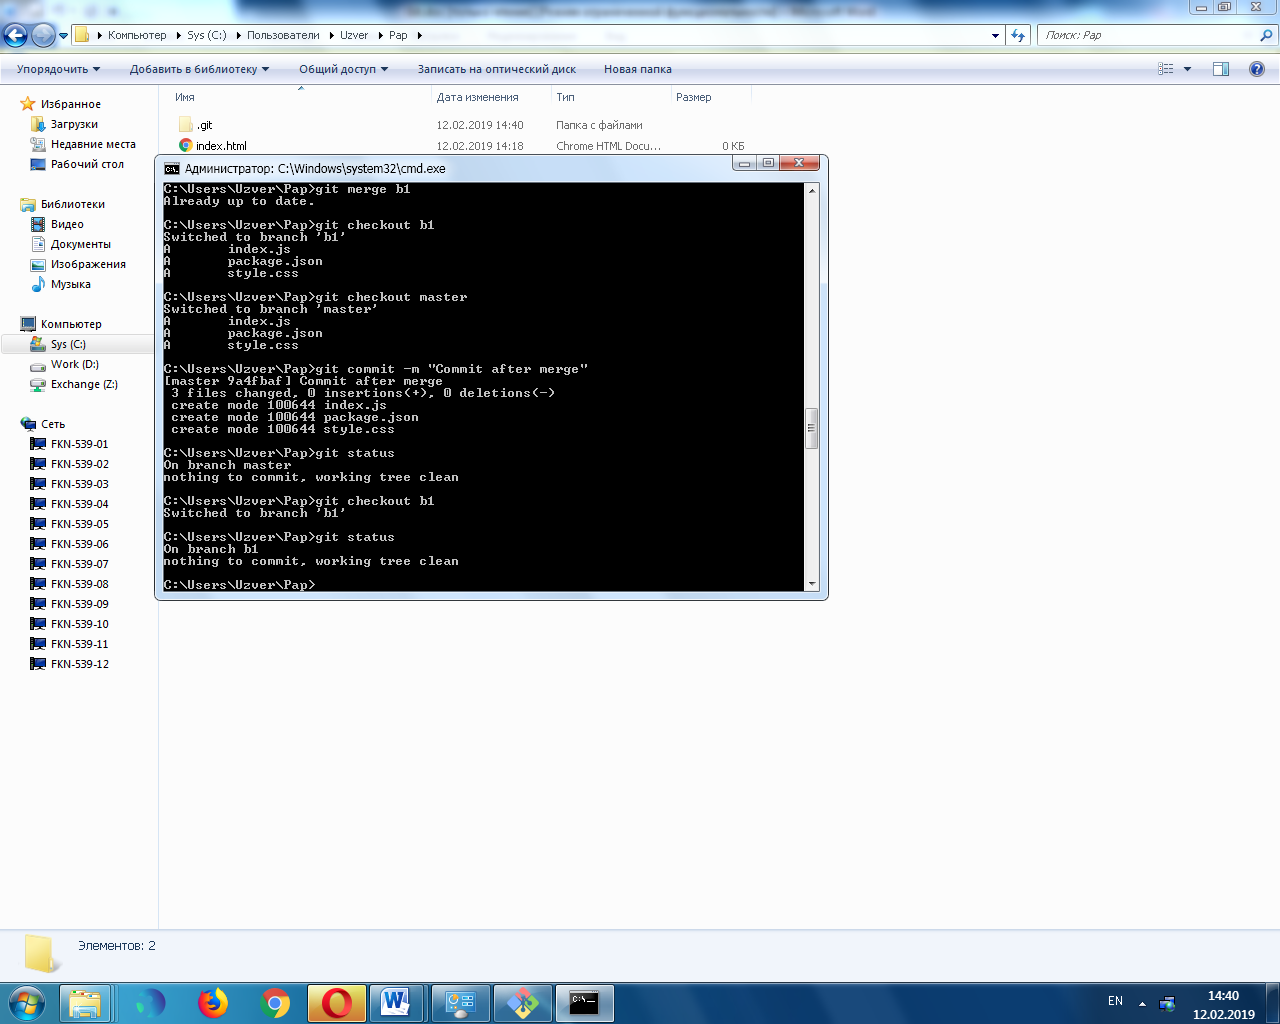 Компьютер Sys (C:) Пользователи Uzver Pap
Поиск: Pap
Упорядочить Добавить в библиотеку Общий доступ Записать на оптический диск Новая папка
Имя Дата изменения Тип Размер
.git 12.02.2019 14:40 Папка с файлами
index.html 12.02.2019 14:18 Chrome HTML Docu... 0 КБ
Избранное
Загрузки
Недавние места
Рабочий стол
Библиотеки
Видео
Документы
Изображения
Музыка
Компьютер
Sys (C:)
Work (D:)
Exchange (Z:)
Сеть
FKN-539-01
FKN-539-02
FKN-539-03
FKN-539-04
FKN-539-05
FKN-539-06
FKN-539-07
FKN-539-08
FKN-539-09
FKN-539-10
FKN-539-11
FKN-539-12
Администратор: C:\Windows\system32\cmd.exe
C:\Users\Uzver\Pap>git merge b1
Already up to date.
C:\Users\Uzver\Pap>git checkout b1
Switched to branch 'b1'
A index.js
A package.json
A style.css
C:\Users\Uzver\Pap>git checkout master
Switched to branch 'master'
A index.js
A package.json
A style.css
C:\Users\Uzver\Pap>git commit -m "Commit after merge"
[master 9a4fbaf] Commit after merge
3 files changed, 0 insertions(+), 0 deletions(-)
create mode 100644 index.js
create mode 100644 package.json
create mode 100644 style.css
C:\Users\Uzver\Pap>git status
On branch master
nothing to commit, working tree clean
C:\Users\Uzver\Pap>git checkout b1
Switched to branch 'b1'
C:\Users\Uzver\Pap>git status
On branch b1
nothing to commit, working tree clean
C:\Users\Uzver\Pap>
Элементов: 2
EN
14:40
12.02.2019